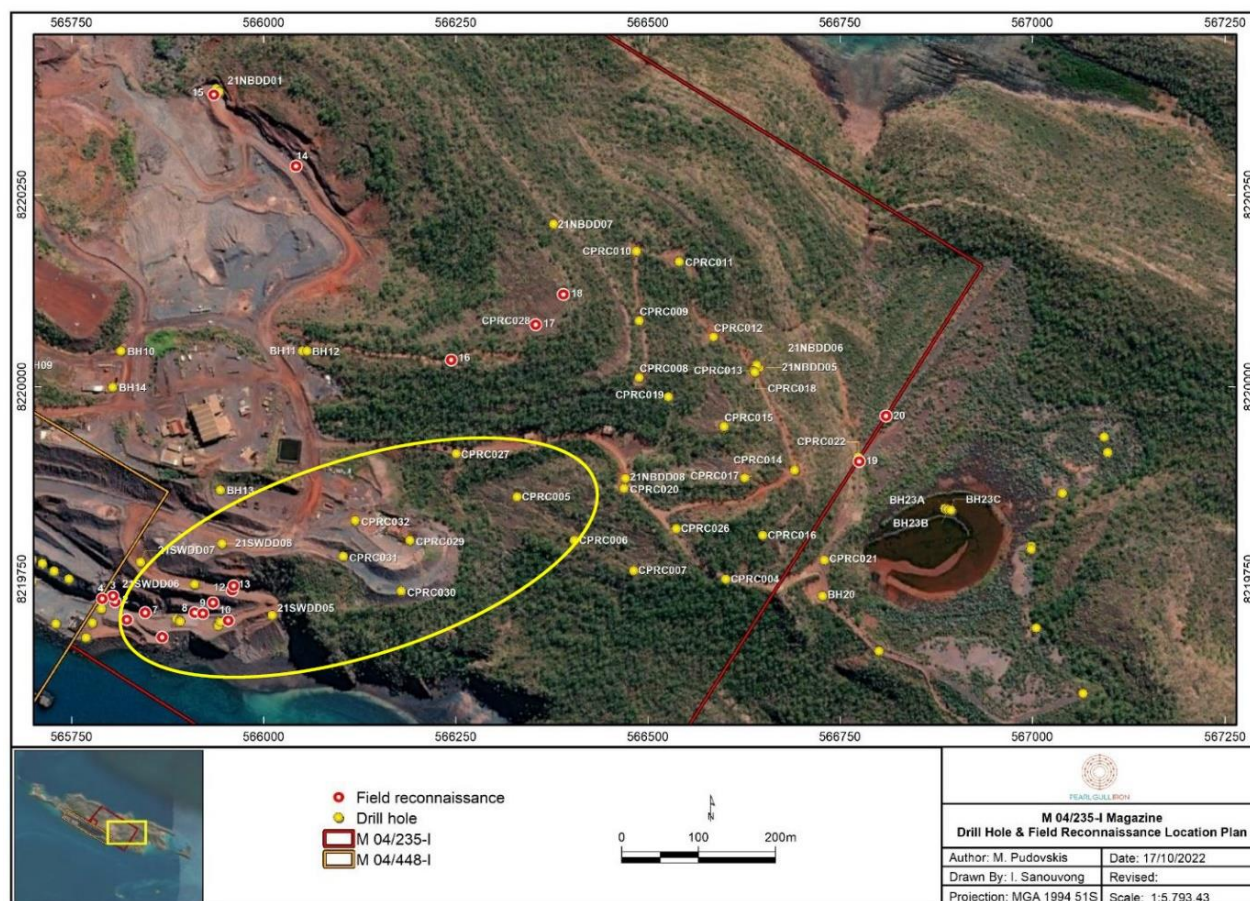 565750 566000 566250 566500 566750 567000 567250
21NBDD01
15
14
8220250
8220250
21NBDD07
CPRC010
CPRC011
18
CPRC028
17
CPRC009
CPRC012
BH10
BH11
BH12
16
21NBDD06
21NBDD05
H09
BH14
CPRC008
CPRC013
CPRC018
8220000
8220000
CPRC019
20
CPRC015
CPRC022
CPRC027
19
CPRC014
21NBDD08
CPRC017
CPRC020
BH13
CPRC005
BH23A
BH23C
BH23B
CPRC032
CPRC026
CPRC016
21SWDD07
21SWDD08
CPRC029
CPRC006
CPRC031
CPRC021
8219750
8219750
CPRC007
CPRC004
21SWDD06
12
13
CPRC030
BH20
4
3
9
7
8
10
21SWDD05
565750 566000 566250 566500 566750 567000 567250
Field reconnaissance
Drill hole
M 04/235-I
M 04/448-I
N
0 100 200m
PEARL GULL IRON
M 04/235-I Magazine
Drill Hole & Field Reconnaissance Location Plan
Author: M. Pudovskis Date: 17/10/2022
Drawn By: I. Sanouvong Revised:
Projection: MGA 1994 51S Scale: 1:5,793.43